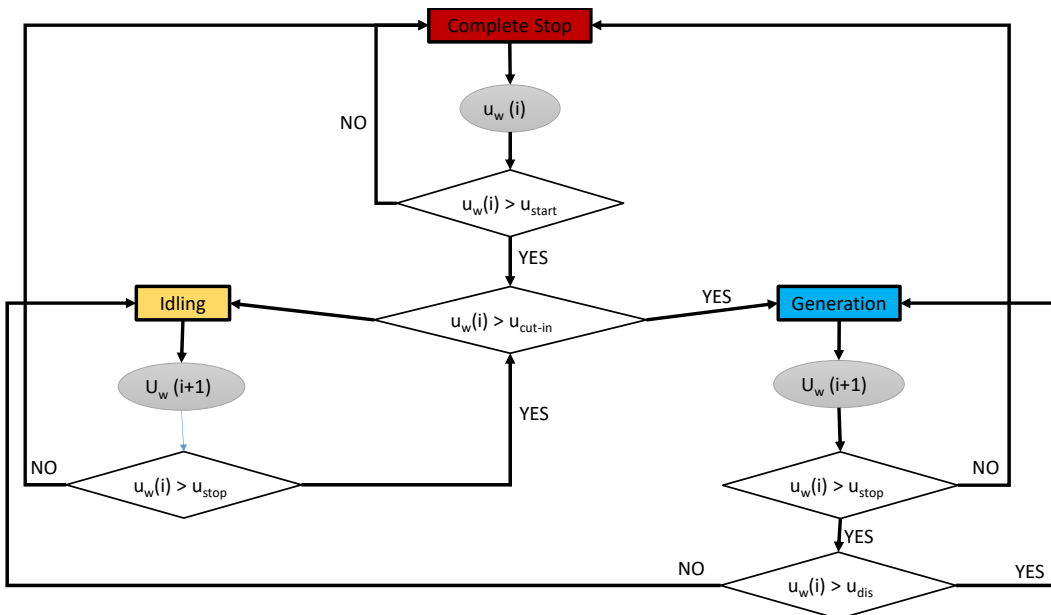 Complete Stop
u_w (i)
NO
u_w(i) > u_start
YES
Idling
YES
Generation
u_w(i) > u_cut-in
U_w (i+1)
U_w (i+1)
YES
NO
NO
u_w(i) > u_stop
u_w(i) > u_stop
YES
NO
YES
u_w(i) > u_dis